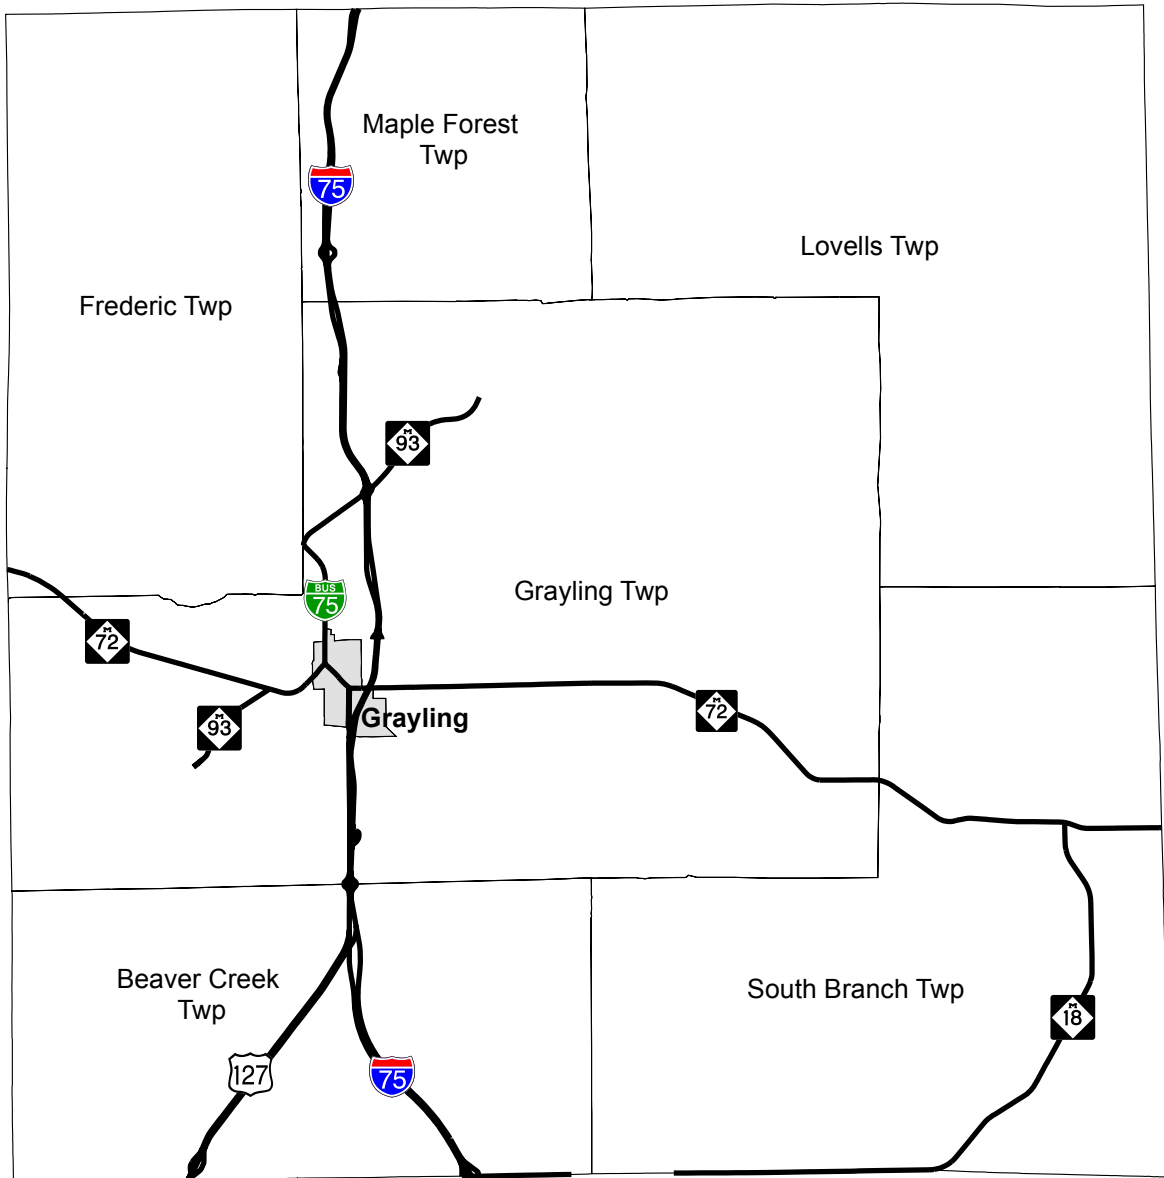 Maple Forest
Twp
75
Lovells Twp
Frederic Twp
M
93
BUS
75
Grayling Twp
M
72
M
93
Grayling
M
72
Beaver Creek
Twp
South Branch Twp
M
18
127
75